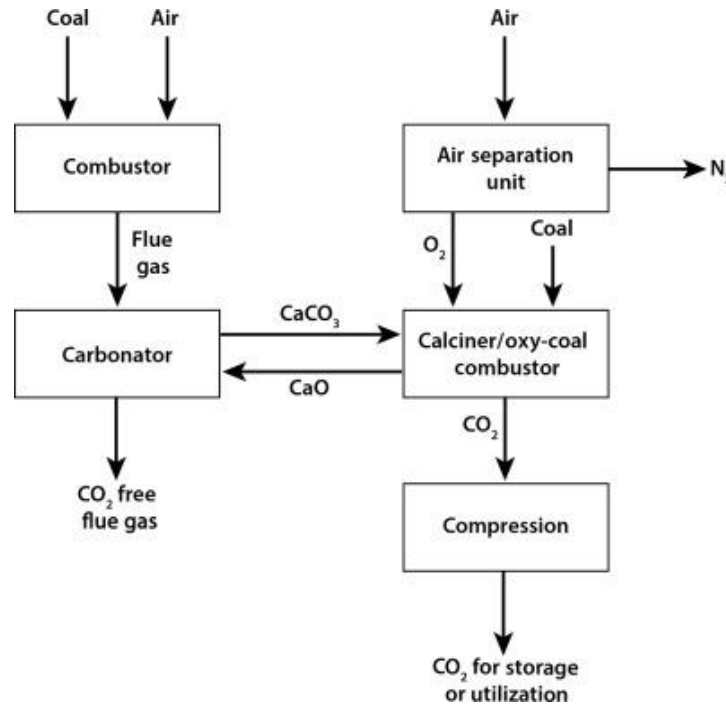 Coal
Air
Air
Combustor
Air separation
unit
N
Flue
gas
O₂
Coal
CaCO₃
Carbonator
Calciner/oxy-coal
combustor
CaO
CO₂
CO₂ free
flue gas
Compression
CO₂ for storage
or utilization